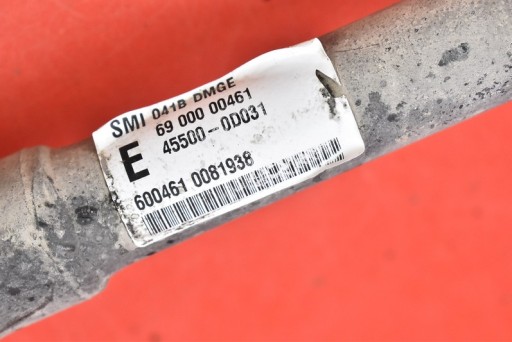 SMI 041B DMGE
69 000 00461
E 45500-0D031
600461 0081938